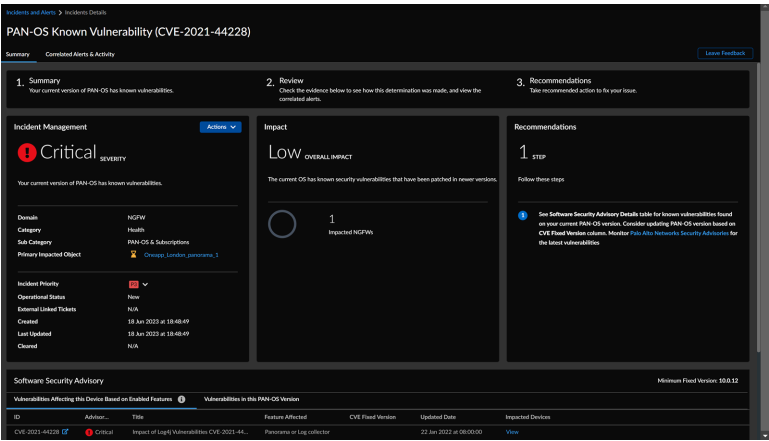 Incidents and Alerts > Incidents Details
PAN-OS Known Vulnerability (CVE-2021-44228)
Summary
Correlated Alerts & Activity
Leave Feedback
1. Summary
Your current version of PAN-OS has known vulnerabilities.
2. Review
Check the evidence below to see how this determination was made, and view the
correlated alerts.
3. Recommendations
Take recommended action to fix your issue.
Incident Management
Actions
Critical SEVERITY
Your current version of PAN-OS has known vulnerabilities.
Domain NGFW
Category Health
Sub Category PAN-OS & Subscriptions
Primary Impacted Object Oneapp_London_panorama_1
Incident Priority
Operational Status New
External Linked Tickets N/A
Created 18 Jun 2023 at 18:48:49
Last Updated 18 Jun 2023 at 18:48:49
Cleared N/A
Impact
Low OVERALL IMPACT
The current OS has known security vulnerabilities that have been patched in newer versions.
1
Impacted NGFWs
Recommendations
1 STEP
Follow these steps
1 See Software Security Advisory Details table for known vulnerabilities found
on your current PAN-OS version. Consider updating PAN-OS version based on
CVE Fixed Version column. Monitor Palo Alto Networks Security Advisories for
the latest vulnerabilities
Software Security Advisory
Minimum Fixed Version: 10.0.12
Vulnerabilities Affecting this Device Based on Enabled Features
Vulnerabilities in this PAN-OS Version
ID Advisor... Title Feature Affected CVE Fixed Version Updated Date Impacted Devices
CVE-2021-44228 Critical Impact of Log4j Vulnerabilities CVE-2021-44... Panorama or Log collector 22 Jan 2022 at 08:00:00 View